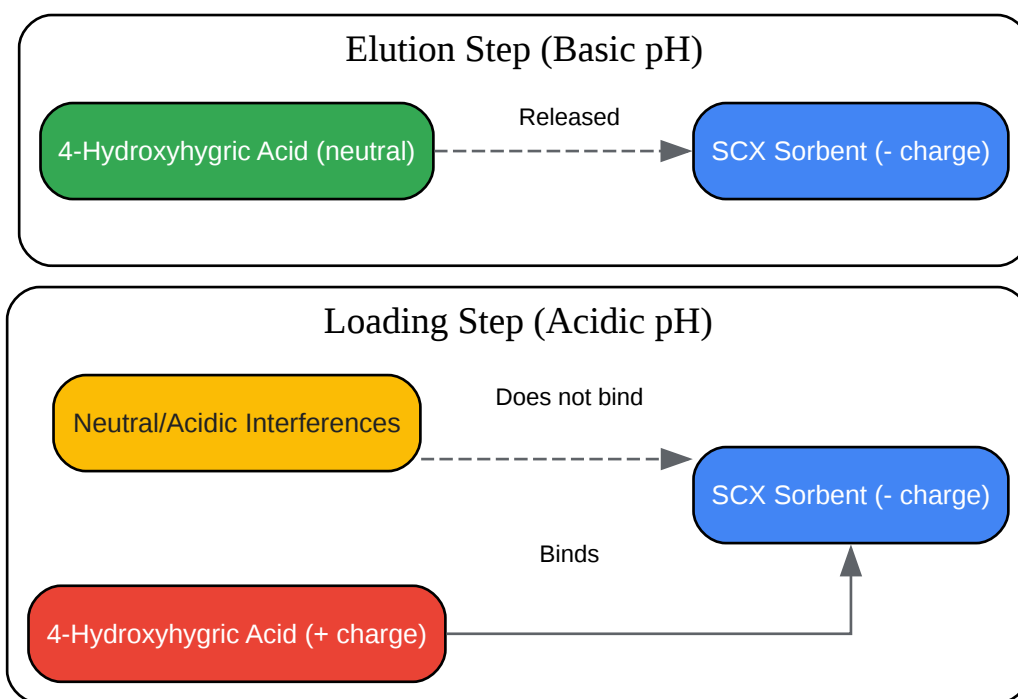 Elution Step (Basic pH)
Released
4-Hydroxyhygric Acid (neutral)
SCX Sorbent (- charge)
Loading Step (Acidic pH)
Does not bind
Neutral/Acidic Interferences
SCX Sorbent (- charge)
Binds
4-Hydroxyhygric Acid (+ charge)